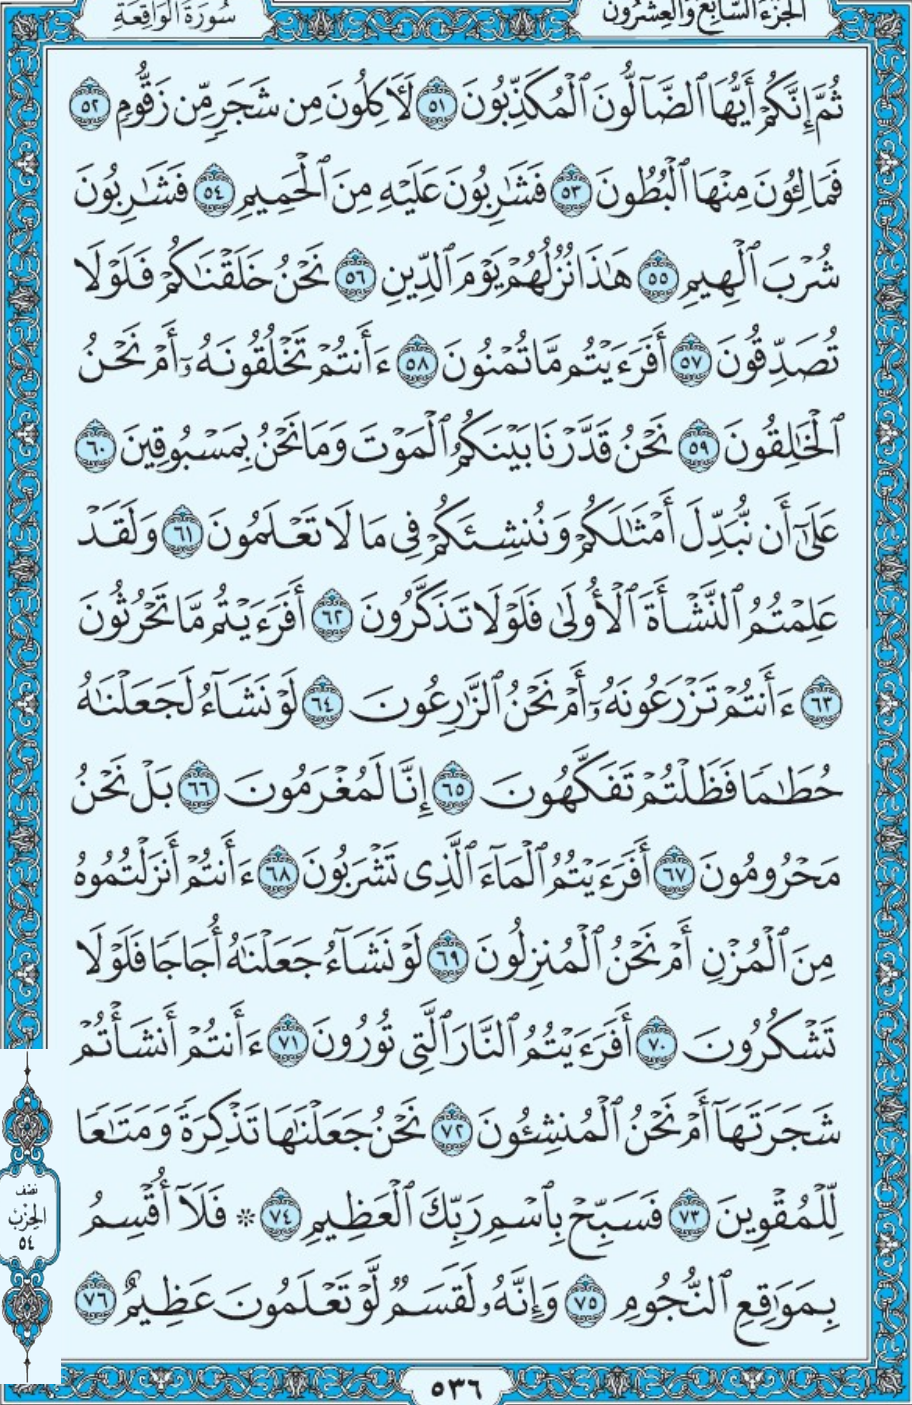 الجزء السابع والعشرون
سورة الواقعة
ثُمَّ إِنَّكُمْ أَيُّهَا ٱلضَّآلُّونَ ٱلْمُكَذِّبُونَ ٥١ لَـَٔاكِلُونَ مِن شَجَرٍ مِّن زَقُّومٍ ٥٢
فَمَالِـُٔونَ مِنْهَا ٱلْبُطُونَ ٥٣ فَشَٰرِبُونَ عَلَيْهِ مِنَ ٱلْحَمِيمِ ٥٤ فَشَٰرِبُونَ
شُرْبَ ٱلْهِيمِ ٥٥ هَٰذَا نُزُلُهُمْ يَوْمَ ٱلدِّينِ ٥٦ نَحْنُ خَلَقْنَٰكُمْ فَلَوْلَا
تُصَدِّقُونَ ٥٧ أَفَرَءَيْتُم مَّا تُمْنُونَ ٥٨ ءَأَنتُمْ تَخْلُقُونَهُۥٓ أَمْ نَحْنُ
ٱلْخَٰلِقُونَ ٥٩ نَحْنُ قَدَّرْنَا بَيْنَكُمُ ٱلْمَوْتَ وَمَا نَحْنُ بِمَسْبُوقِينَ ٦٠
عَلَىٰٓ أَن نُّبَدِّلَ أَمْثَٰلَكُمْ وَنُنشِئَكُمْ فِى مَا لَا تَعْلَمُونَ ٦١ وَلَقَدْ
عَلِمْتُمُ ٱلنَّشْأَةَ ٱلْأُولَىٰ فَلَوْلَا تَذَكَّرُونَ ٦٢ أَفَرَءَيْتُم مَّا تَحْرُثُونَ
٦٣ ءَأَنتُمْ تَزْرَعُونَهُۥٓ أَمْ نَحْنُ ٱلزَّٰرِعُونَ ٦٤ لَوْ نَشَآءُ لَجَعَلْنَٰهُ
حُطَٰمًا فَظَلْتُمْ تَفَكَّهُونَ ٦٥ إِنَّا لَمُغْرَمُونَ ٦٦ بَلْ نَحْنُ
مَحْرُومُونَ ٦٧ أَفَرَءَيْتُمُ ٱلْمَآءَ ٱلَّذِى تَشْرَبُونَ ٦٨ ءَأَنتُمْ أَنزَلْتُمُوهُ
مِنَ ٱلْمُزْنِ أَمْ نَحْنُ ٱلْمُنزِلُونَ ٦٩ لَوْ نَشَآءُ جَعَلْنَٰهُ أُجَاجًا فَلَوْلَا
تَشْكُرُونَ ٧٠ أَفَرَءَيْتُمُ ٱلنَّارَ ٱلَّتِى تُورُونَ ٧١ ءَأَنتُمْ أَنشَأْتُمْ
شَجَرَتَهَآ أَمْ نَحْنُ ٱلْمُنشِـُٔونَ ٧٢ نَحْنُ جَعَلْنَٰهَا تَذْكِرَةً وَمَتَٰعًا
لِّلْمُقْوِينَ ٧٣ فَسَبِّحْ بِٱسْمِ رَبِّكَ ٱلْعَظِيمِ ٧٤ ۞ فَلَآ أُقْسِمُ
بِمَوَٰقِعِ ٱلنُّجُومِ ٧٥ وَإِنَّهُۥ لَقَسَمٌ لَّوْ تَعْلَمُونَ عَظِيمٌ ٧٦
نصف
الحزب
٥٤
٥٣٦